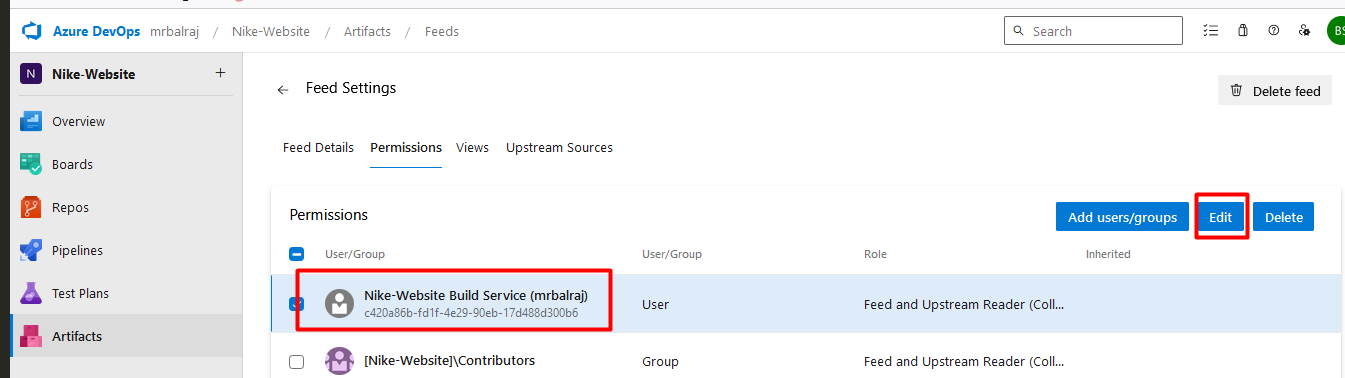 Azure DevOps mrbalraj / Nike-Website / Artifacts / Feeds
Search
BS
N Nike-Website +
Overview
Boards
Repos
Pipelines
Test Plans
Artifacts
← Feed Settings
Delete feed
Feed Details Permissions Views Upstream Sources
Permissions
Add users/groups Edit Delete
User/Group User/Group Role Inherited
Nike-Website Build Service (mrbalraj) User Feed and Upstream Reader (Coll...
c420a86b-fd1f-4e29-90eb-17d488d300b6
[Nike-Website]\Contributors Group Feed and Upstream Reader (Coll...